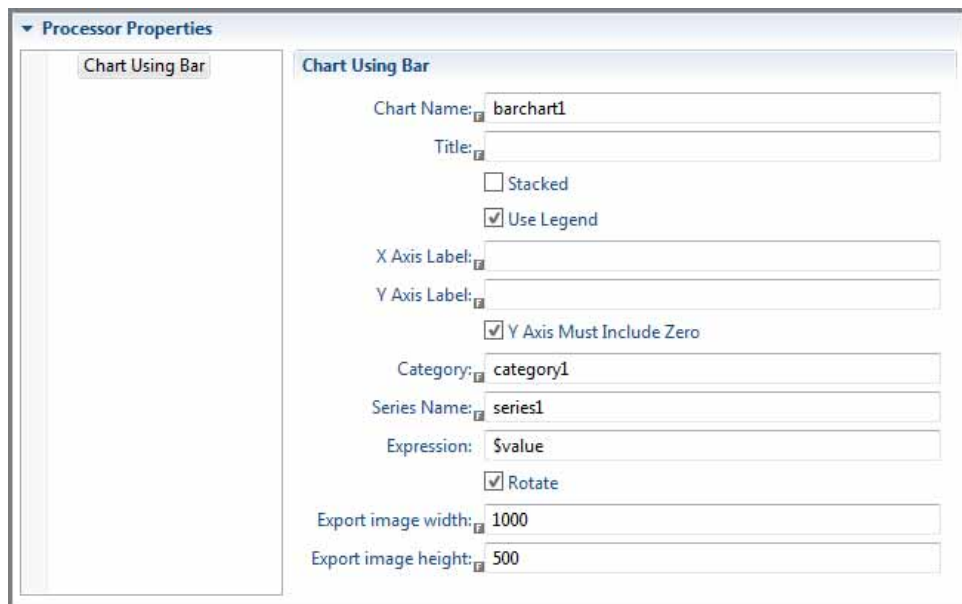 Processor Properties
Chart Using Bar
Chart Using Bar
Chart Name: F barchart1
Title: F
Stacked
Use Legend
X Axis Label: F
Y Axis Label: F
Y Axis Must Include Zero
Category: F category1
Series Name: F series1
Expression: $value
Rotate
Export image width: F 1000
Export image height: F 500